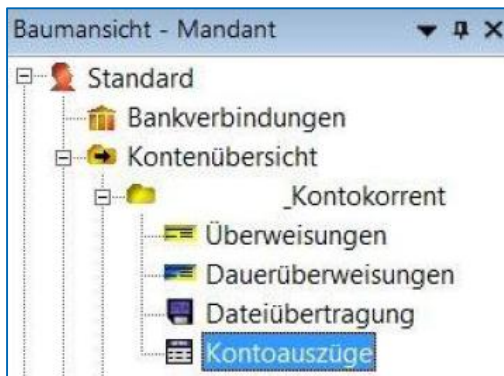 Baumansicht - Mandant
Standard
Bankverbindungen
Kontenübersicht
_Kontokorrent
Überweisungen
Dauerüberweisungen
Dateiübertragung
Kontoauszüge